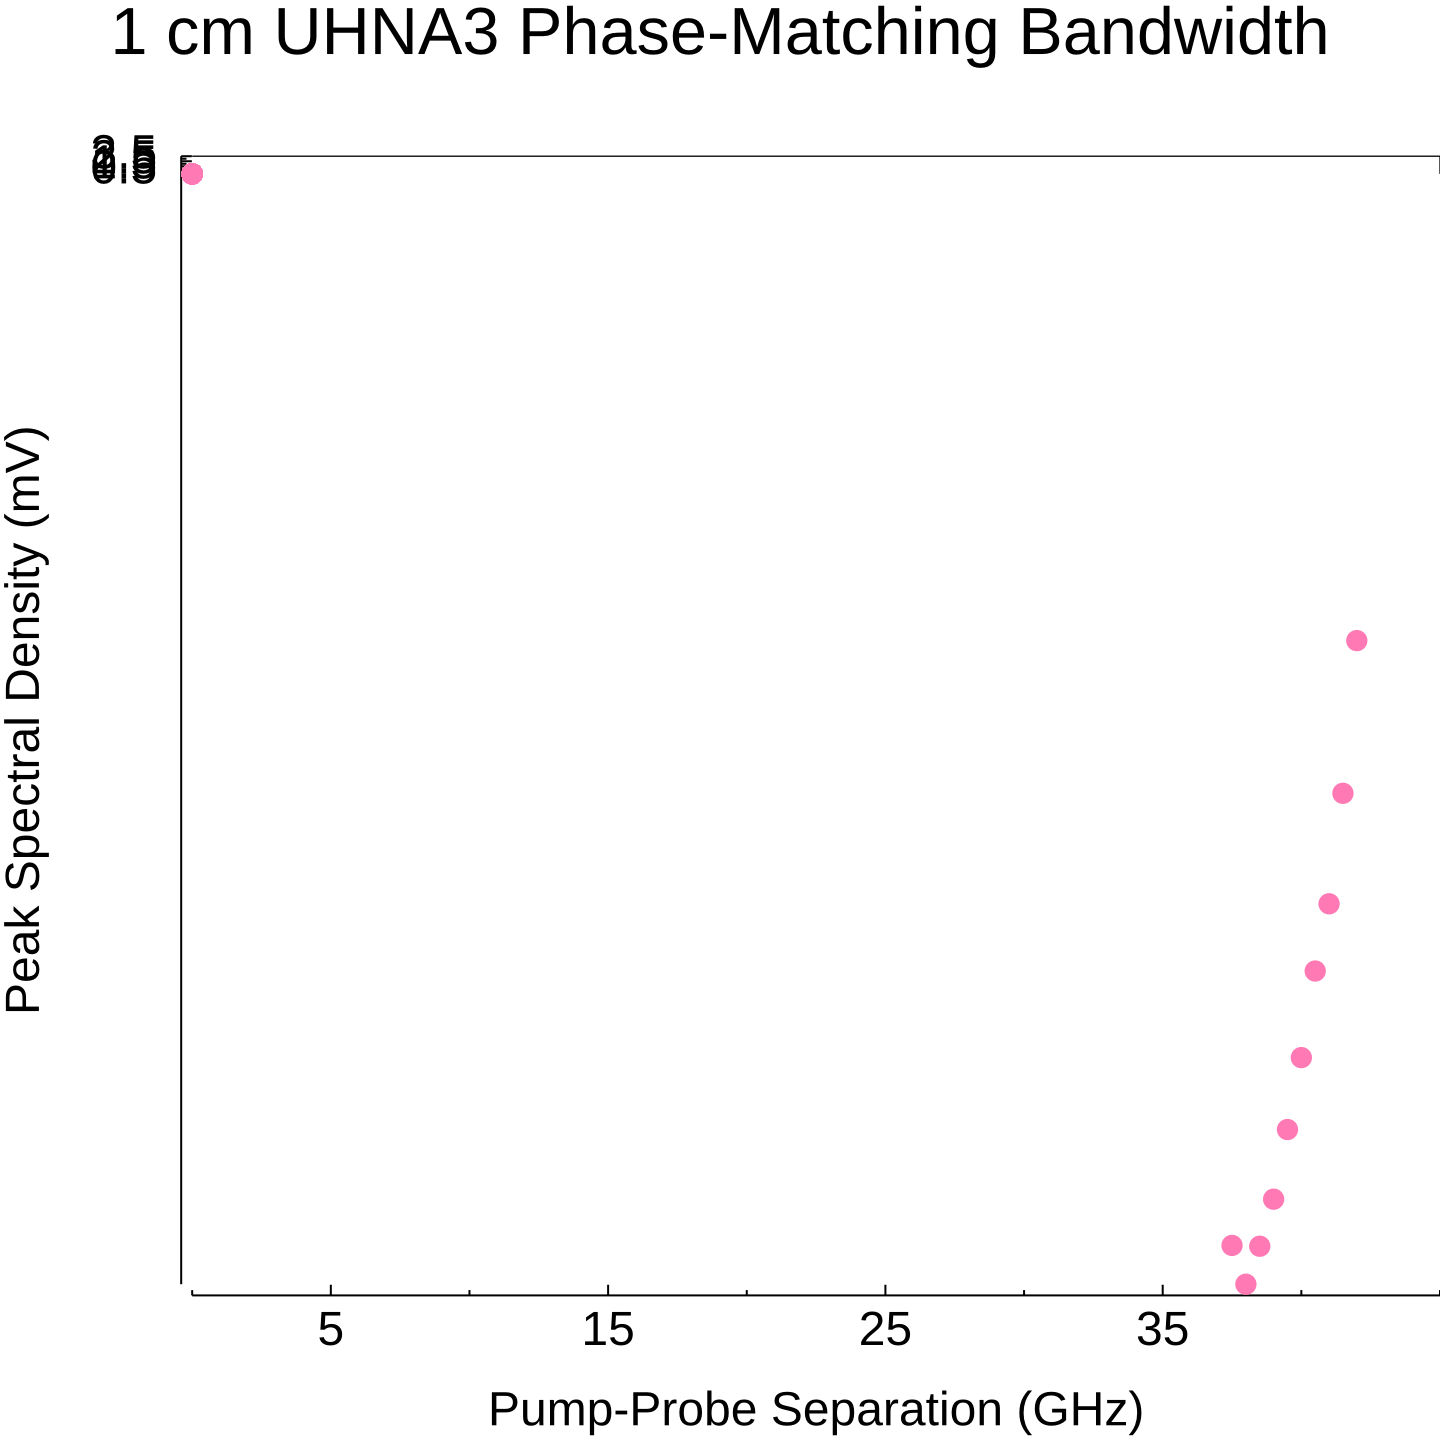 1 cm UHNA3 Phase-Matching Bandwidth
Peak Spectral Density (mV)
5 15 25 35
Pump-Probe Separation (GHz)